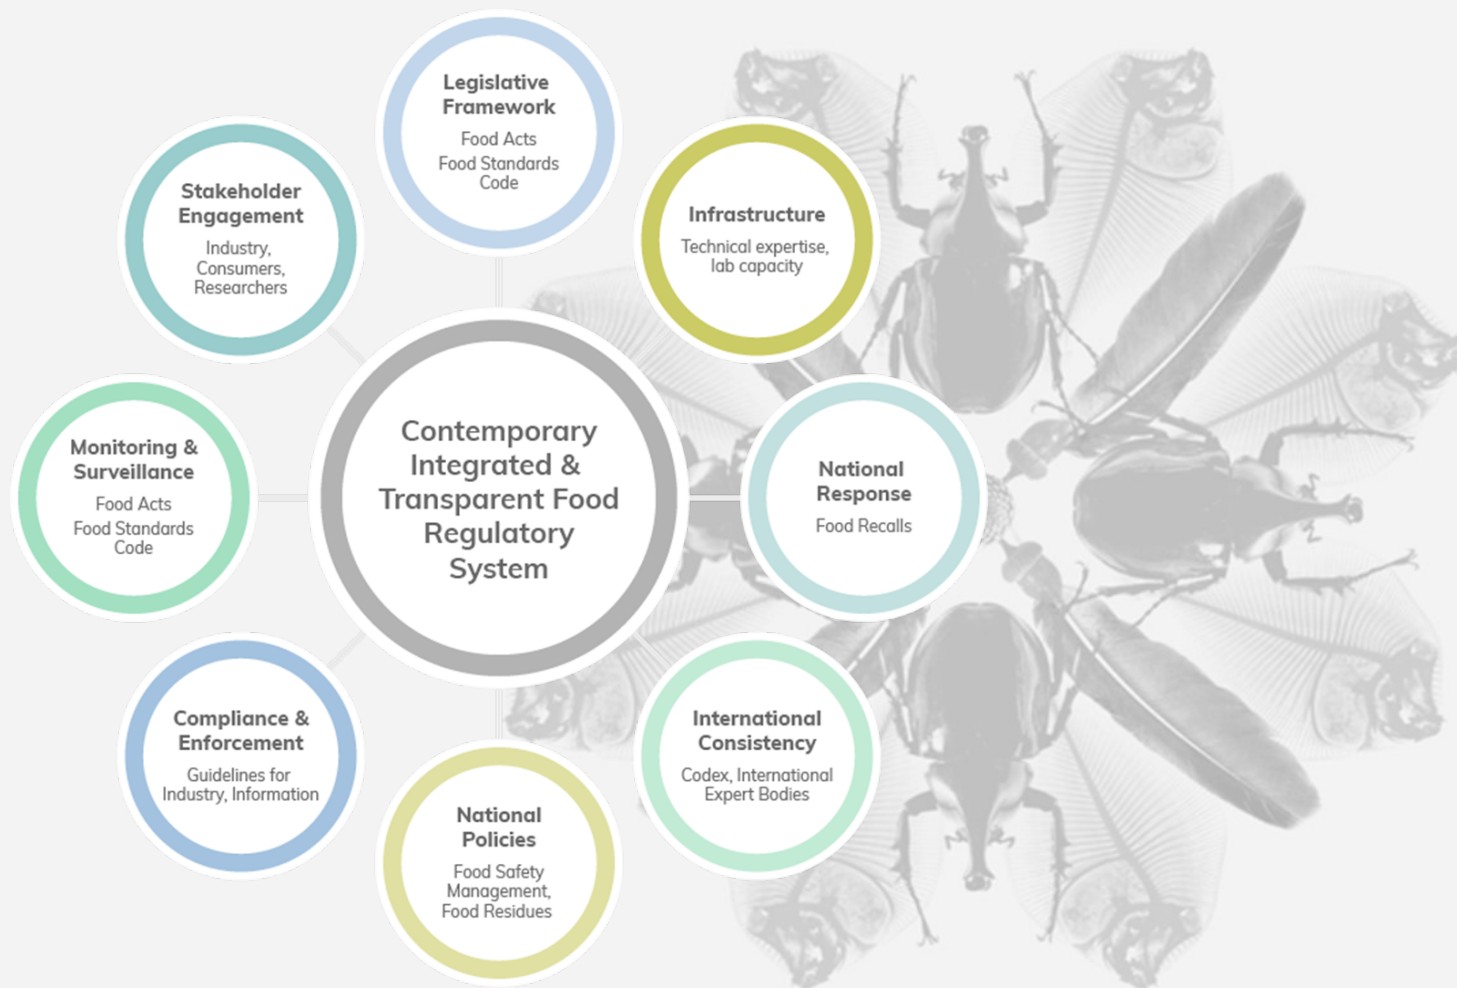 Legislative
Framework
Food Acts
Food Standards
Code
Stakeholder
Engagement
Industry,
Consumers,
Researchers
Infrastructure
Technical expertise,
lab capacity
Contemporary
Integrated &
Transparent Food
Regulatory
System
Monitoring &
Surveillance
Food Acts
Food Standards
Code
National
Response
Food Recalls
Compliance &
Enforcement
Guidelines for
Industry, Information
International
Consistency
Codex, International
Expert Bodies
National
Policies
Food Safety
Management,
Food Residues